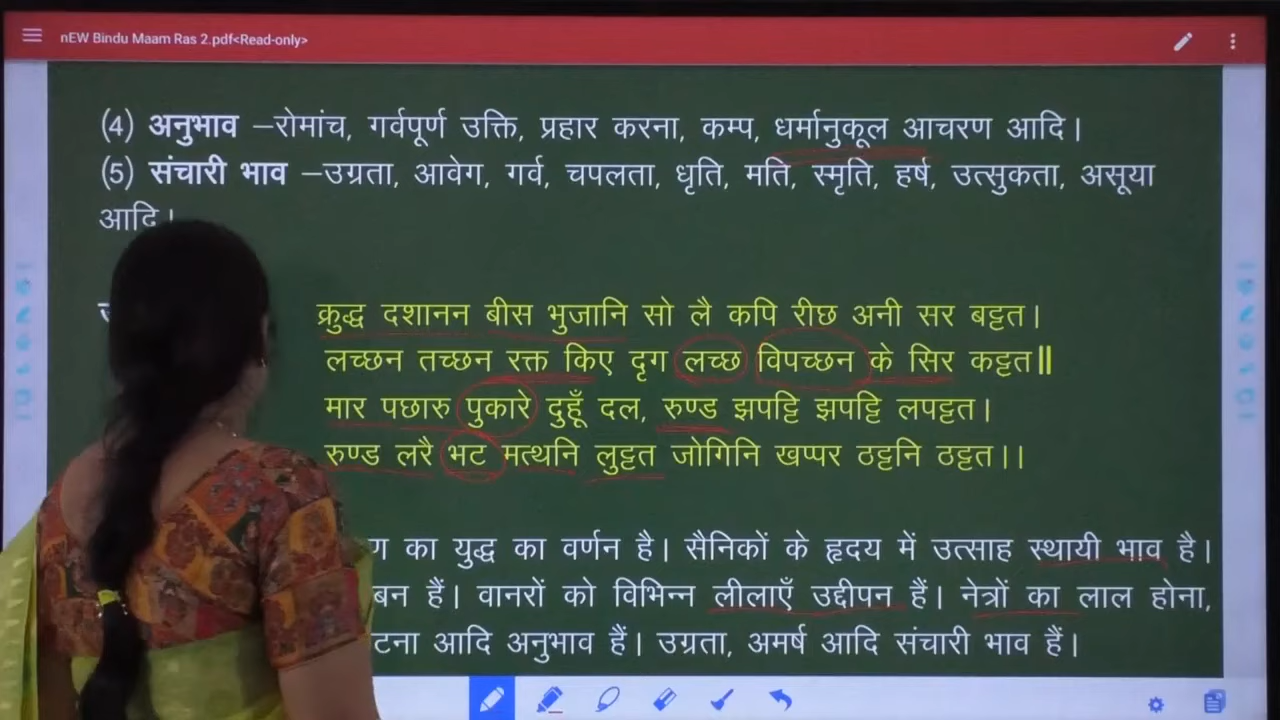 nEW Bindu Maam Ras 2.pdf<Read-only>
(4) अनुभाव –रोमांच, गर्वपूर्ण उक्ति, प्रहार करना, कम्प, धर्मानुकूल आचरण आदि।
(5) संचारी भाव –उग्रता, आवेग, गर्व, चपलता, धृति, मति, स्मृति, हर्ष, उत्सुकता, असूया
आदि।
क्रुद्ध दशानन बीस भुजानि सो लै कपि रीछ अनी सर बट्टत।
लच्छन तच्छन रक्त किए दृग लच्छ विपच्छन के सिर कट्टत॥
मार पछारु पुकारे दुहूँ दल, रुण्ड झपट्टि झपट्टि लपट्टत।
रुण्ड लरै भट मत्थनि लुट्टत जोगिनि खप्पर ठट्टनि ठट्टत।।
का युद्ध का वर्णन है। सैनिकों के हृदय में उत्साह स्थायी भाव है।
हैं। वानरों को विभिन्न लीलाएँ उद्दीपन हैं। नेत्रों का लाल होना,
आदि अनुभाव हैं। उग्रता, अमर्ष आदि संचारी भाव हैं।